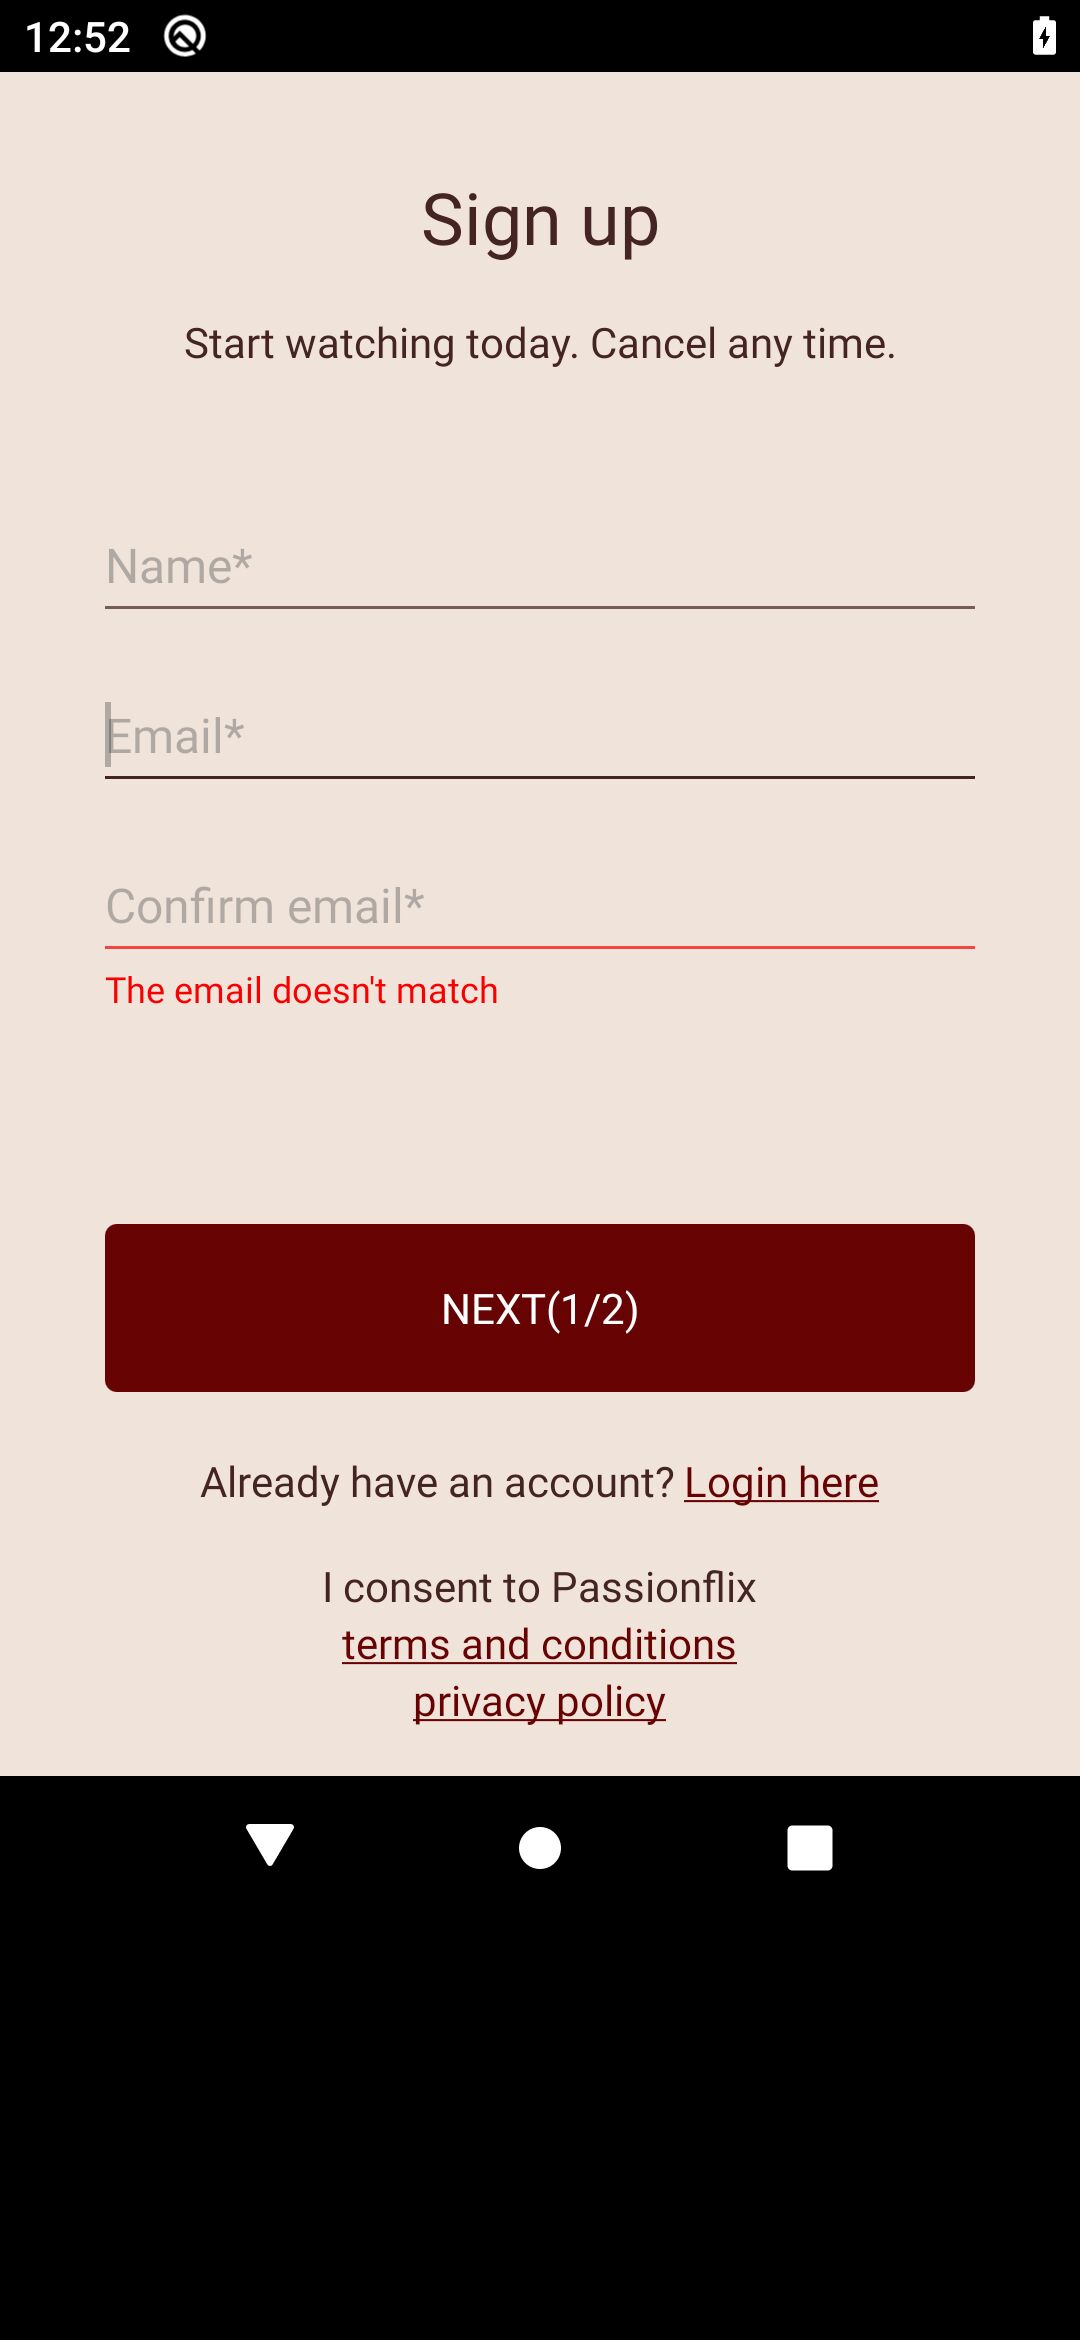 12:52
Sign up
Start watching today. Cancel any time.
Name*
Email*
Confirm email*
The email doesn't match
NEXT(1/2)
Already have an account? Login here
I consent to Passionflix
terms and conditions
privacy policy